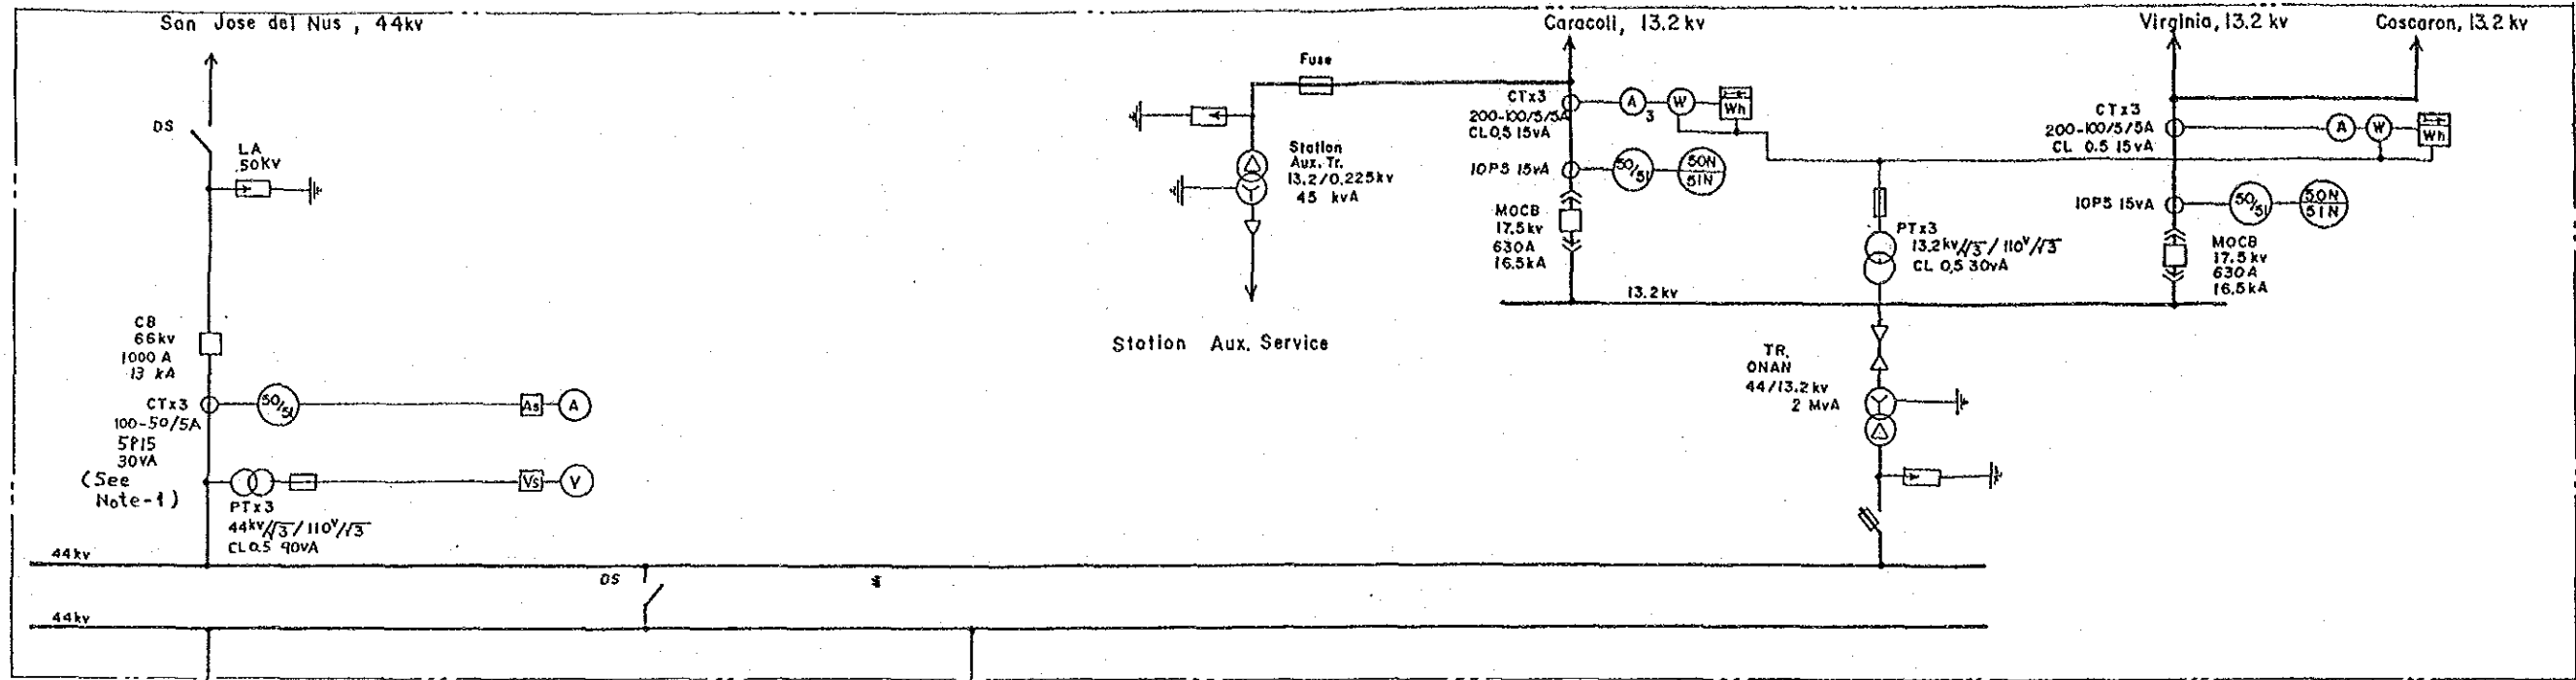 San Jose del Nus , 44kv
Caracoli, 13.2 kv
Virginia, 13.2 kv
Coscaron, 13.2 kv
DS
LA
50KV
CB
66kv
1000 A
13 kA
CTx3
100-50/5A
5P15
30VA
(See
Note-1)
50/51
As
A
Vs
V
PTx3
44kv/√3/110V/√3
CL0.5 90VA
44kv
DS
44kv
Fuse
Station
Aux. Tr.
13.2/0.225kv
45 kvA
Station Aux. Service
CTx3
200-100/5/5A
CL0.5 15vA
A
3
W
Wh
10P5 15vA
50/51
50N
51N
MOCB
17.5kv
630A
16.5kA
13.2kv
PTx3
13.2kv/√3/110V/√3
CL 0,5 30vA
TR.
ONAN
44/13.2kv
2 MvA
CTx3
200-100/5/5A
CL 0.5 15vA
A
W
Wh
10P5 15vA
50/51
50N
51N
MOCB
17.5 kv
630A
16.5kA